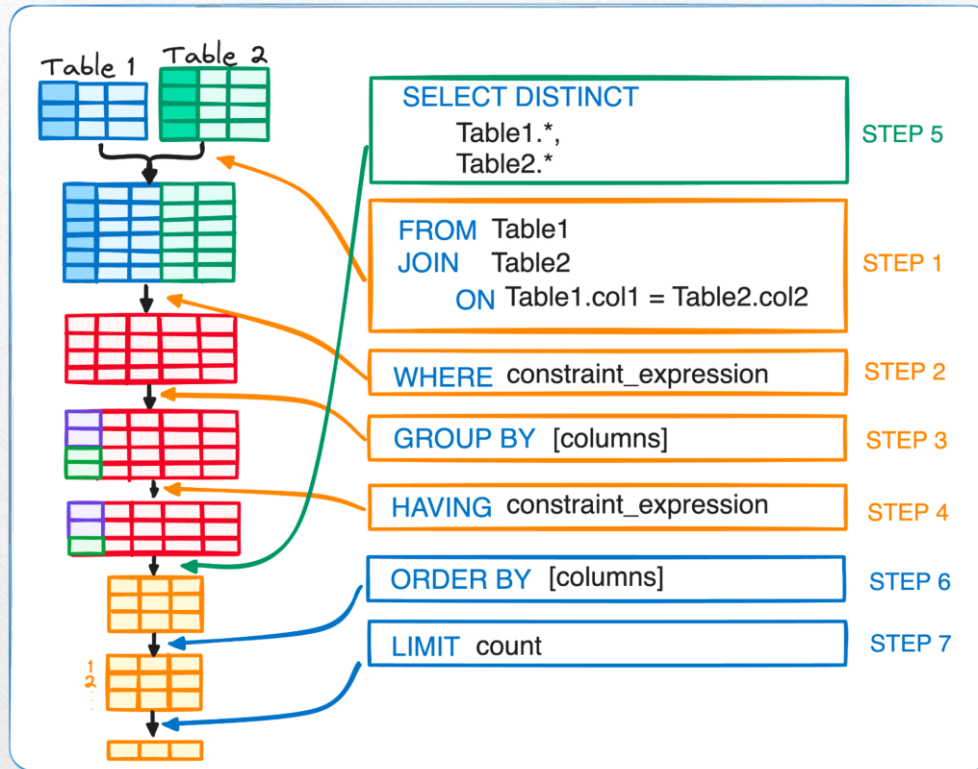 Table 1
Table 2
SELECT DISTINCT
Table1.*,
Table2.*
STEP 5
FROM Table1
JOIN Table2
ON Table1.col1 = Table2.col2
STEP 1
WHERE constraint_expression
STEP 2
GROUP BY [columns]
STEP 3
HAVING constraint_expression
STEP 4
ORDER BY [columns]
STEP 6
LIMIT count
STEP 7
1
2